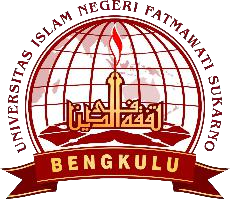 UNIVERSITAS ISLAM NEGERI FATMAWATI SUKARNO
BENGKULU